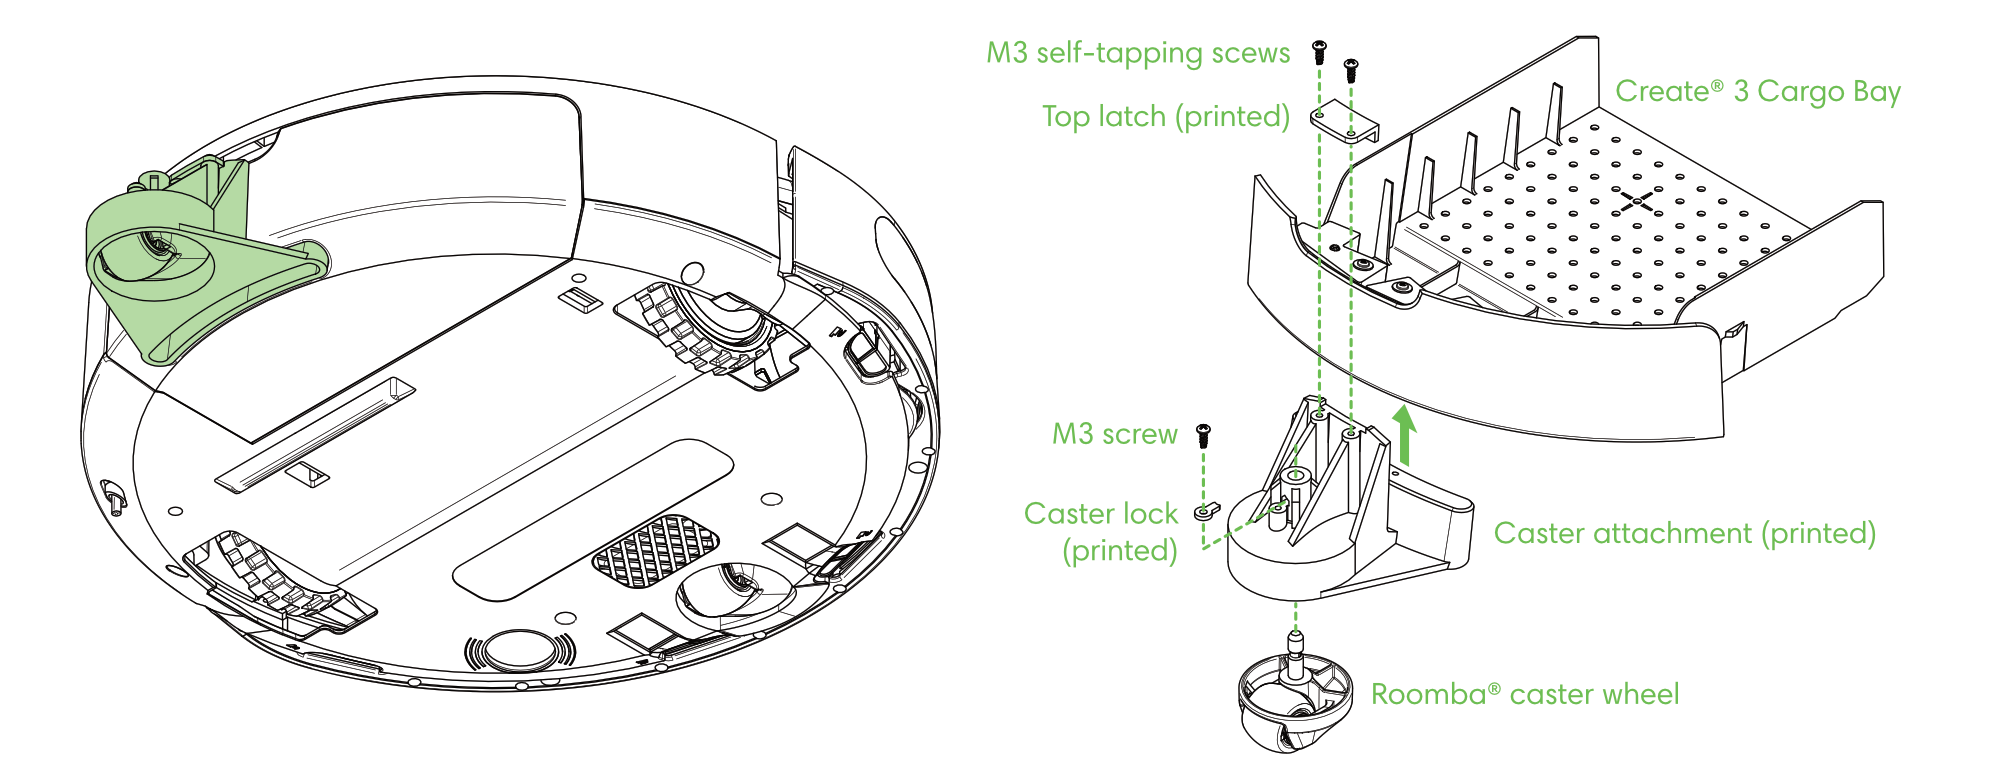 M3 self-tapping scews
Top latch (printed)
Create® 3 Cargo Bay
M3 screw
Caster lock
(printed)
Caster attachment (printed)
Roomba® caster wheel